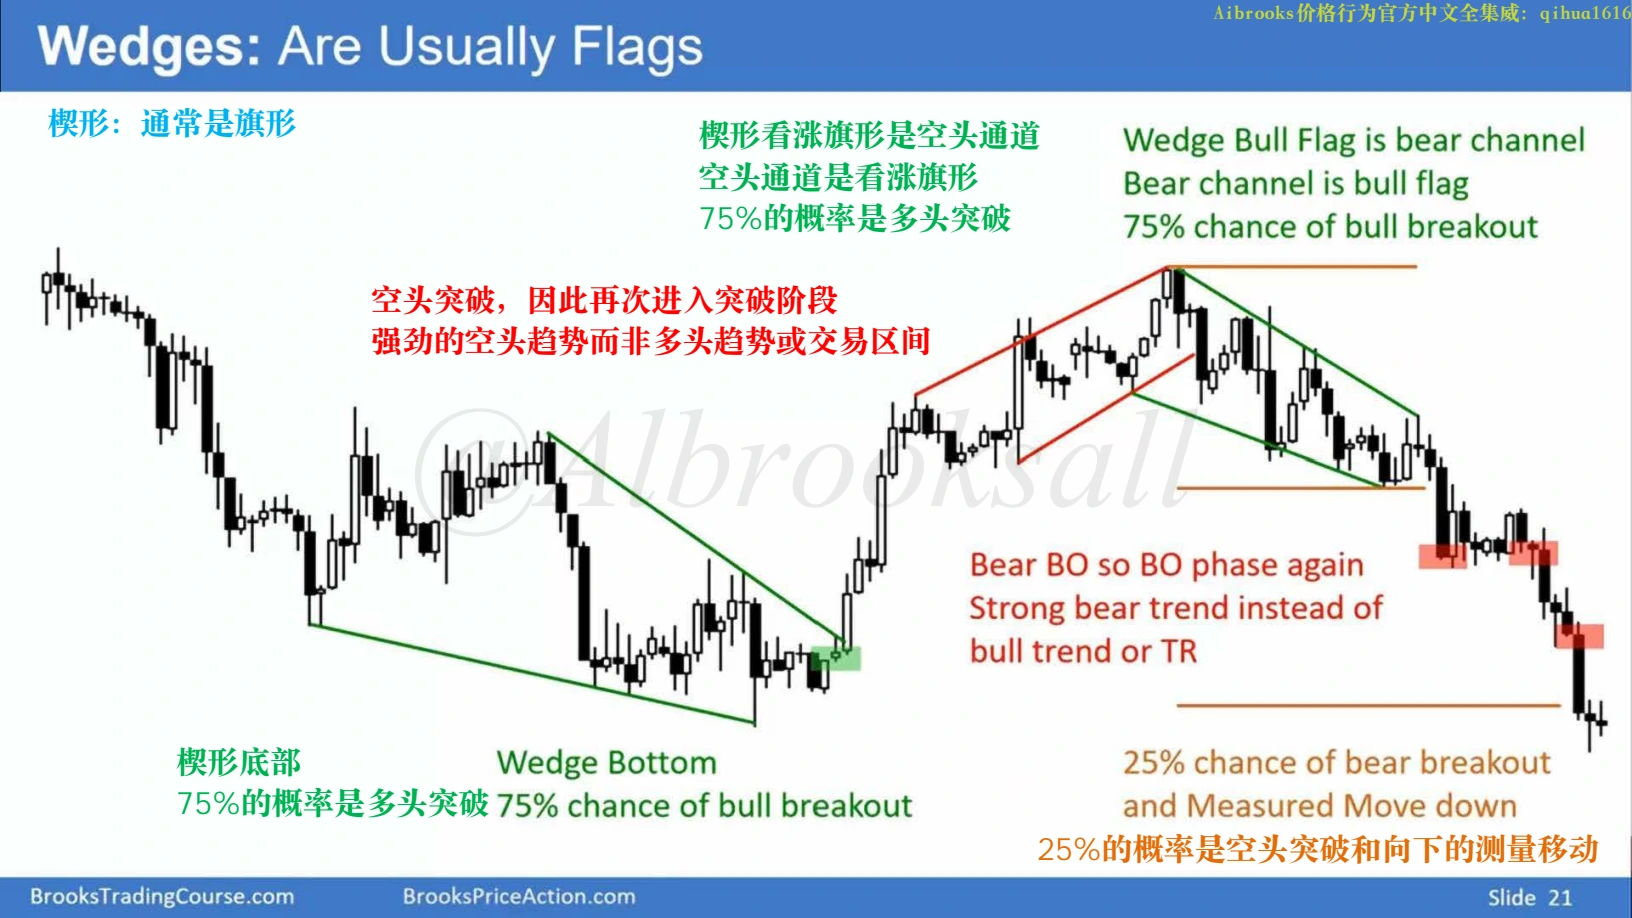 Aibrooks价格行为官方中文全集威：qihua1616
Wedges: Are Usually Flags
楔形：通常是旗形
楔形看涨旗形是空头通道
空头通道是看涨旗形
75%的概率是多头突破
Wedge Bull Flag is bear channel
Bear channel is bull flag
75% chance of bull breakout
空头突破，因此再次进入突破阶段
强劲的空头趋势而非多头趋势或交易区间
@Albrooksall
Bear BO so BO phase again
Strong bear trend instead of
bull trend or TR
楔形底部
75%的概率是多头突破
Wedge Bottom
75% chance of bull breakout
25% chance of bear breakout
and Measured Move down
25%的概率是空头突破和向下的测量移动
BrooksTradingCourse.com
BrooksPriceAction.com
Slide 21